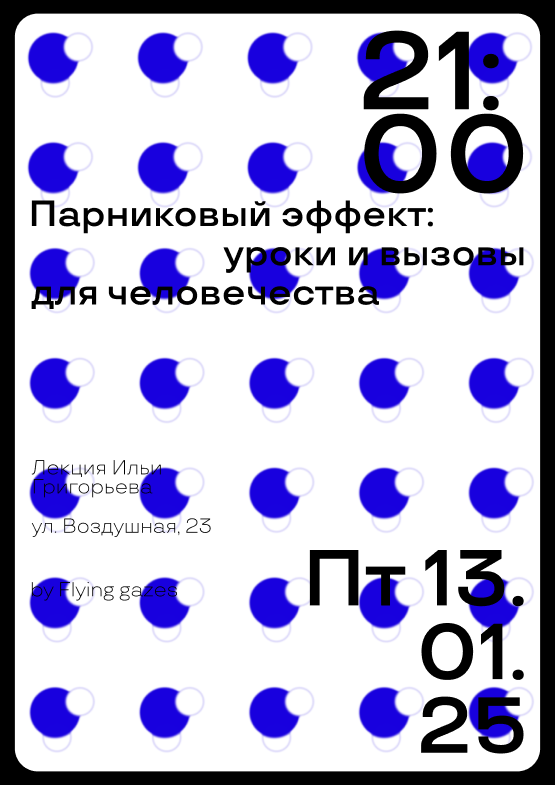 21:
00
Парниковый эффект:
уроки и вызовы
для человечества
Лекция Ильи
Григорьева
ул. Воздушная, 23
by Flying gazes
Пт 13.
01.
25